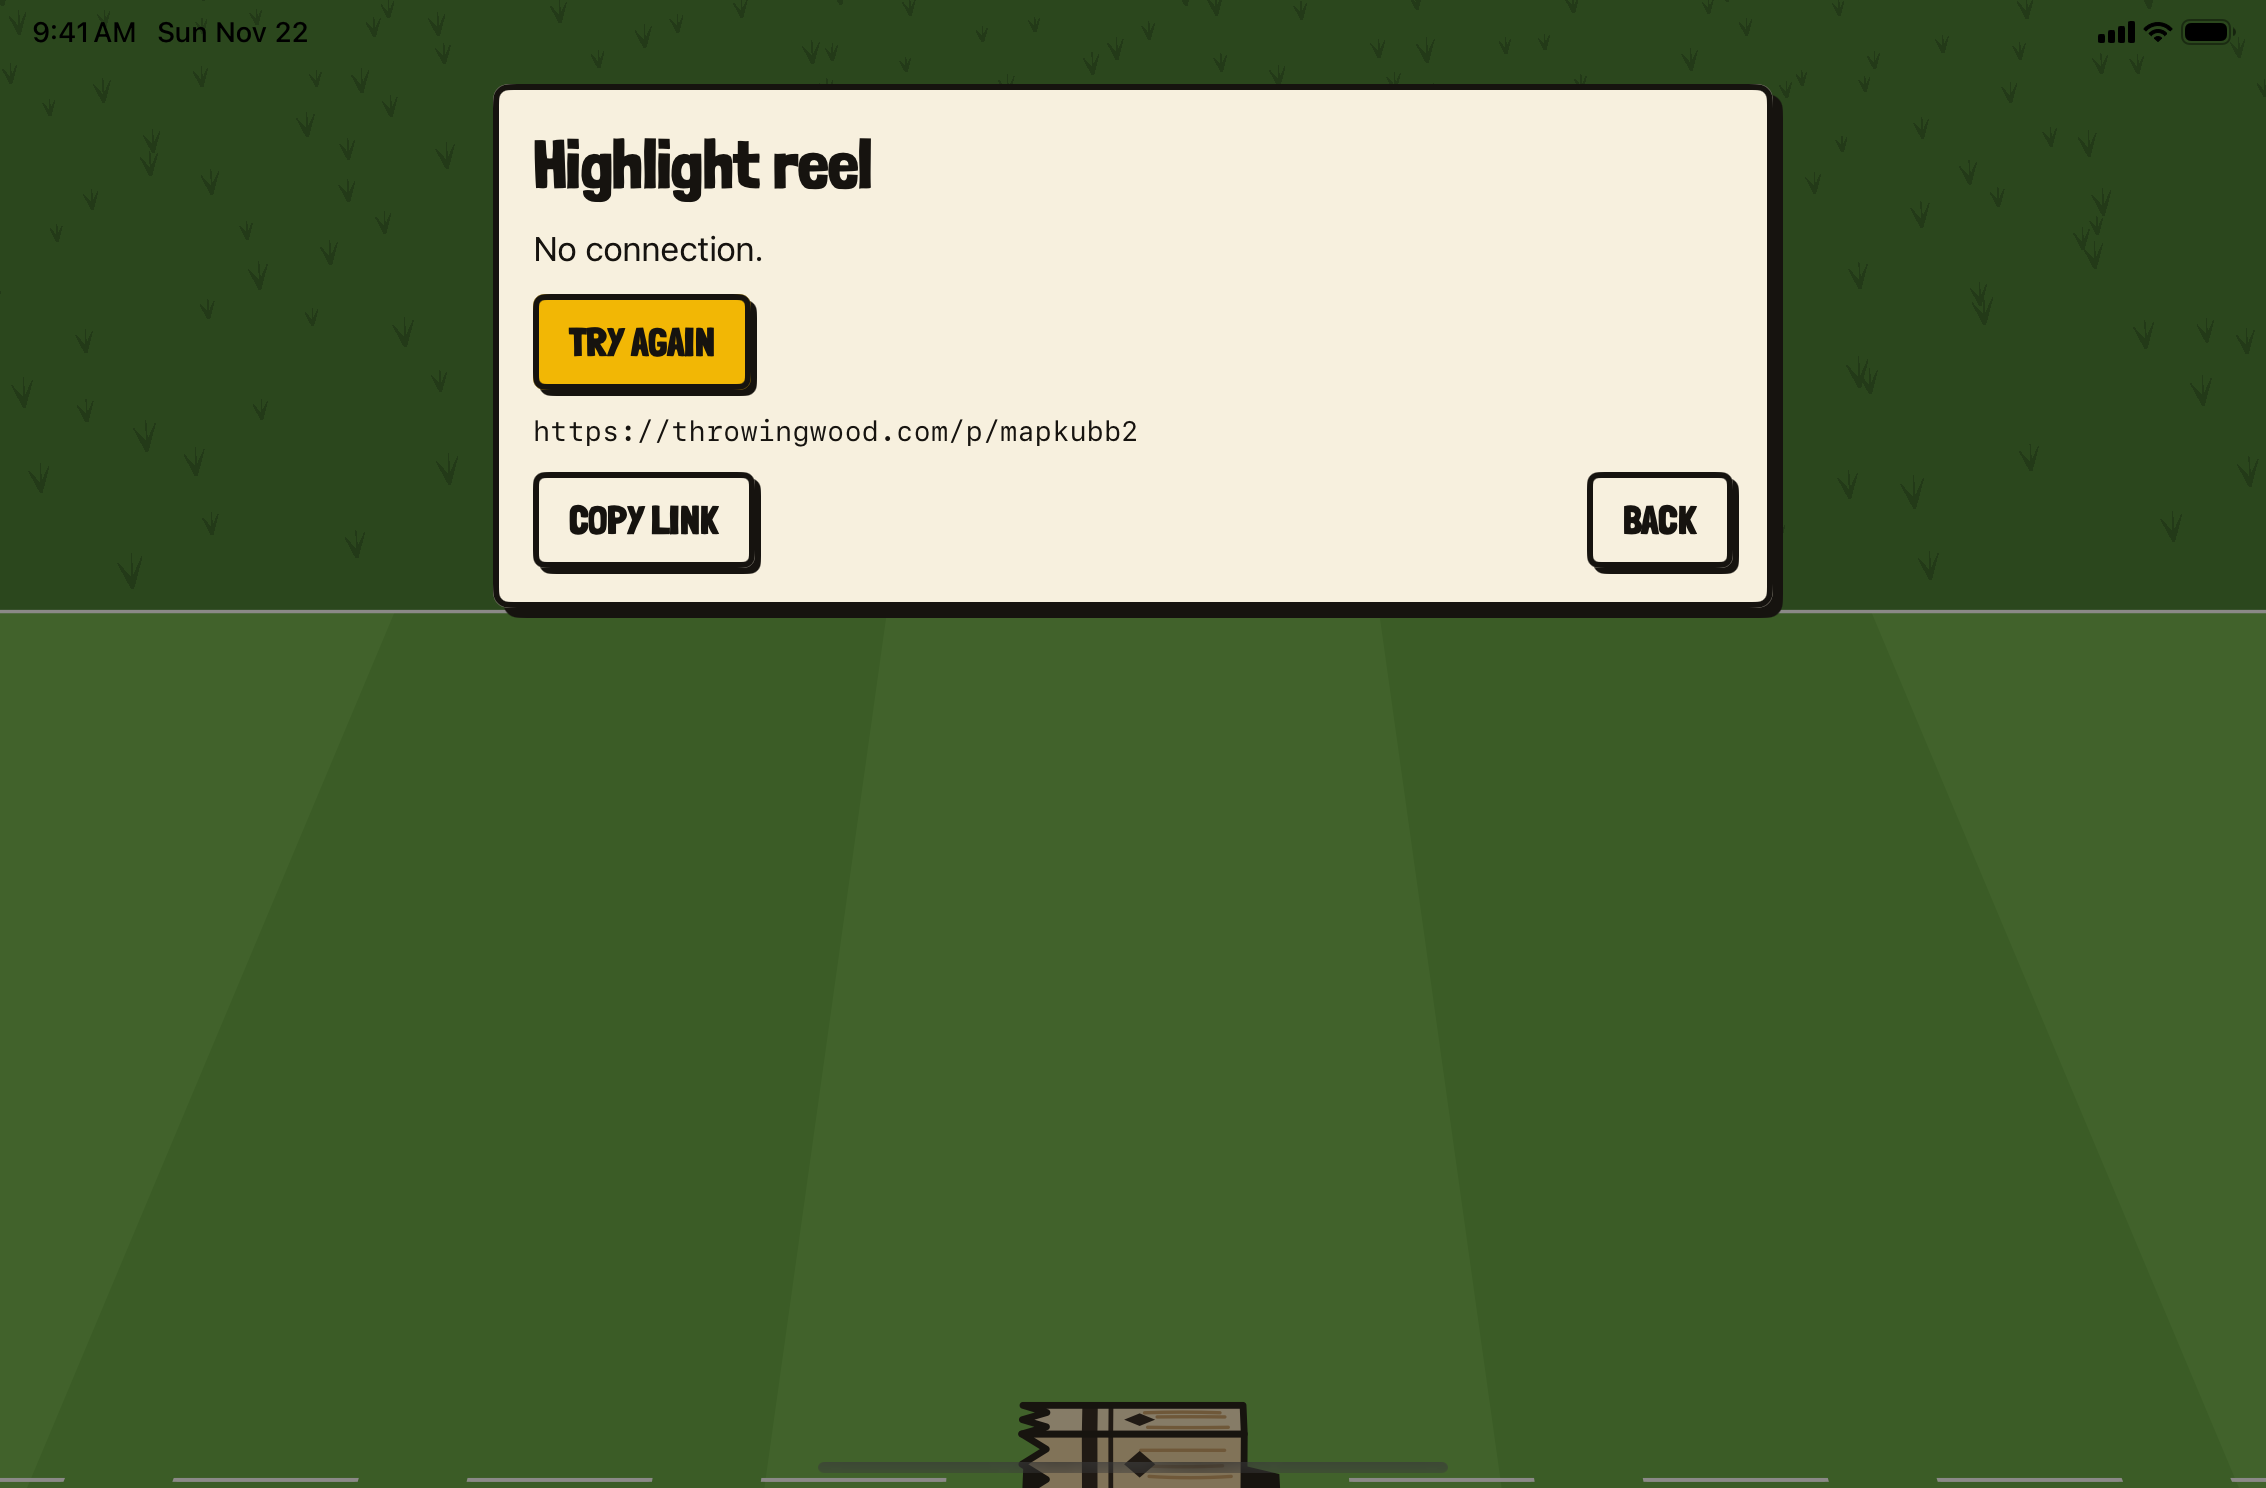 9:41 AM Sun Nov 22
Highlight reel
No connection.
TRY AGAIN
https://throwingwood.com/p/mapkubb2
COPY LINK
BACK